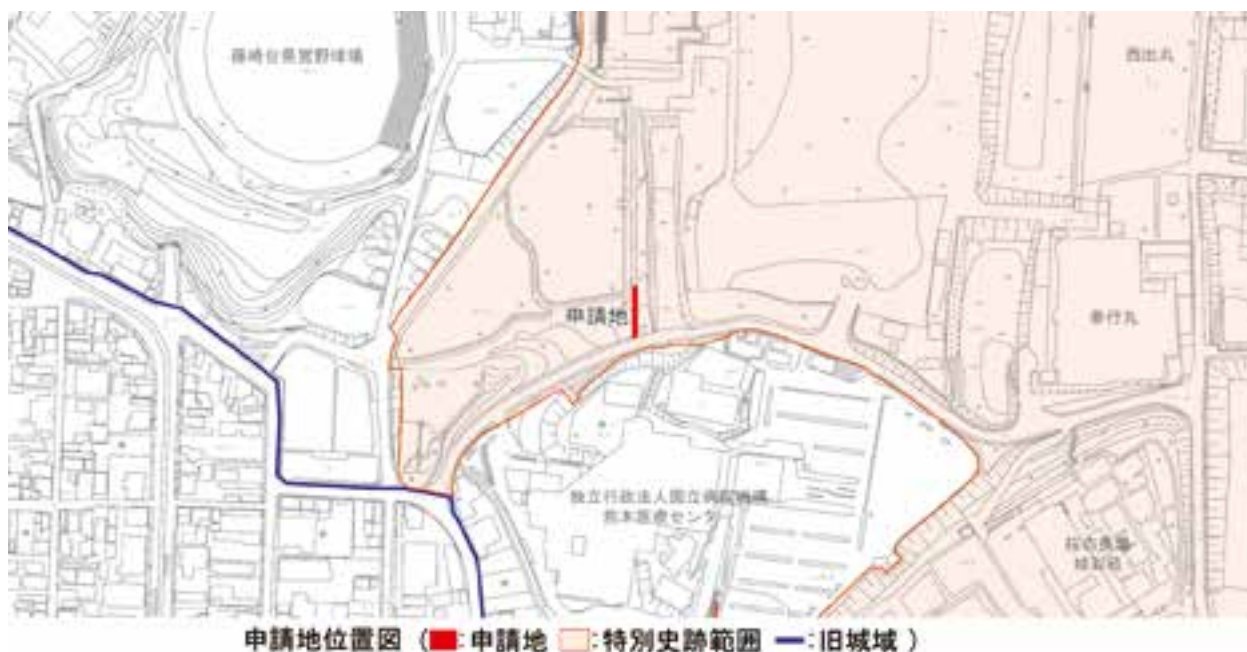 藤崎台県営野球場
西出丸
申請地
奉行丸
独立行政法人国立病院機構
熊本医療センター
桜の馬場
城彩苑
申請地位置図（■：申請地 □：特別史跡範囲 ━：旧城域）